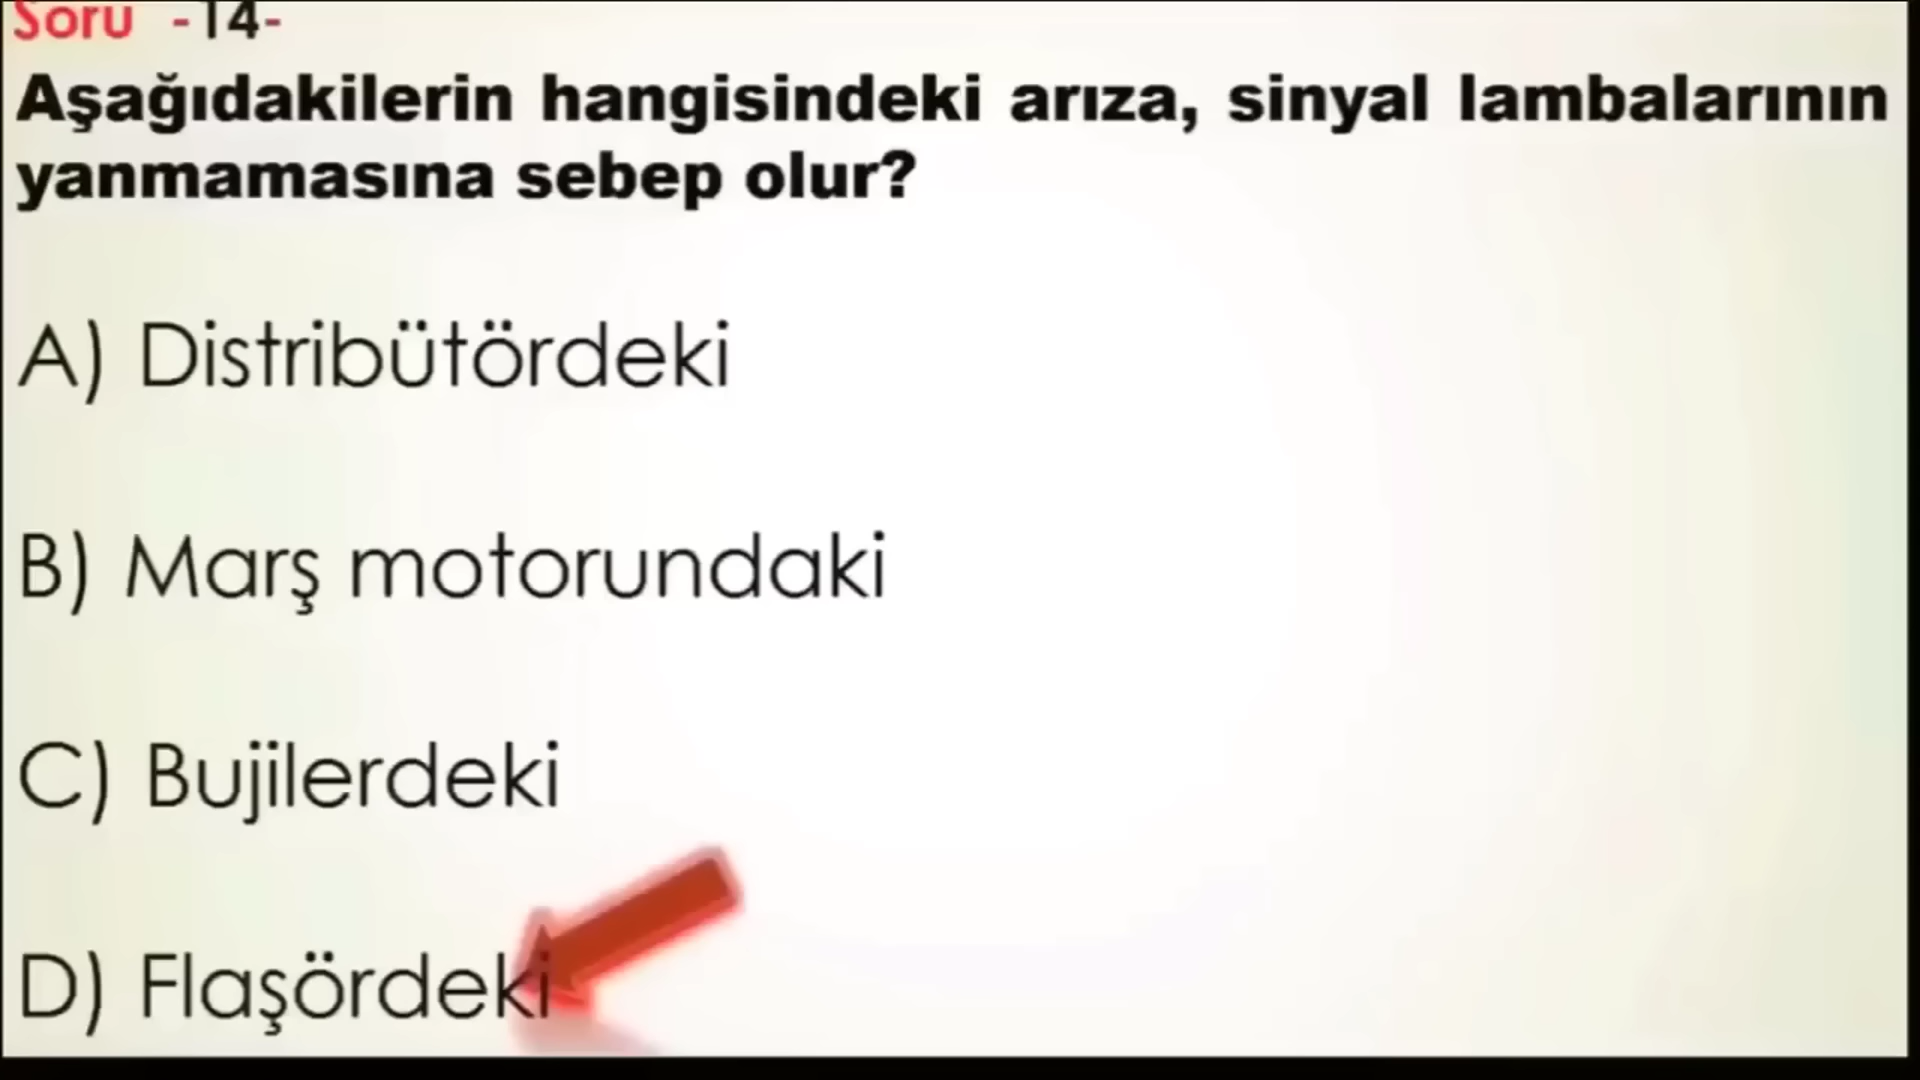 Soru -14-
Aşağıdakilerin hangisindeki arıza, sinyal lambalarının
yanmamasına sebep olur?
A) Distribütördeki
B) Marş motorundaki
C) Bujilerdeki
D) Flaşördeki